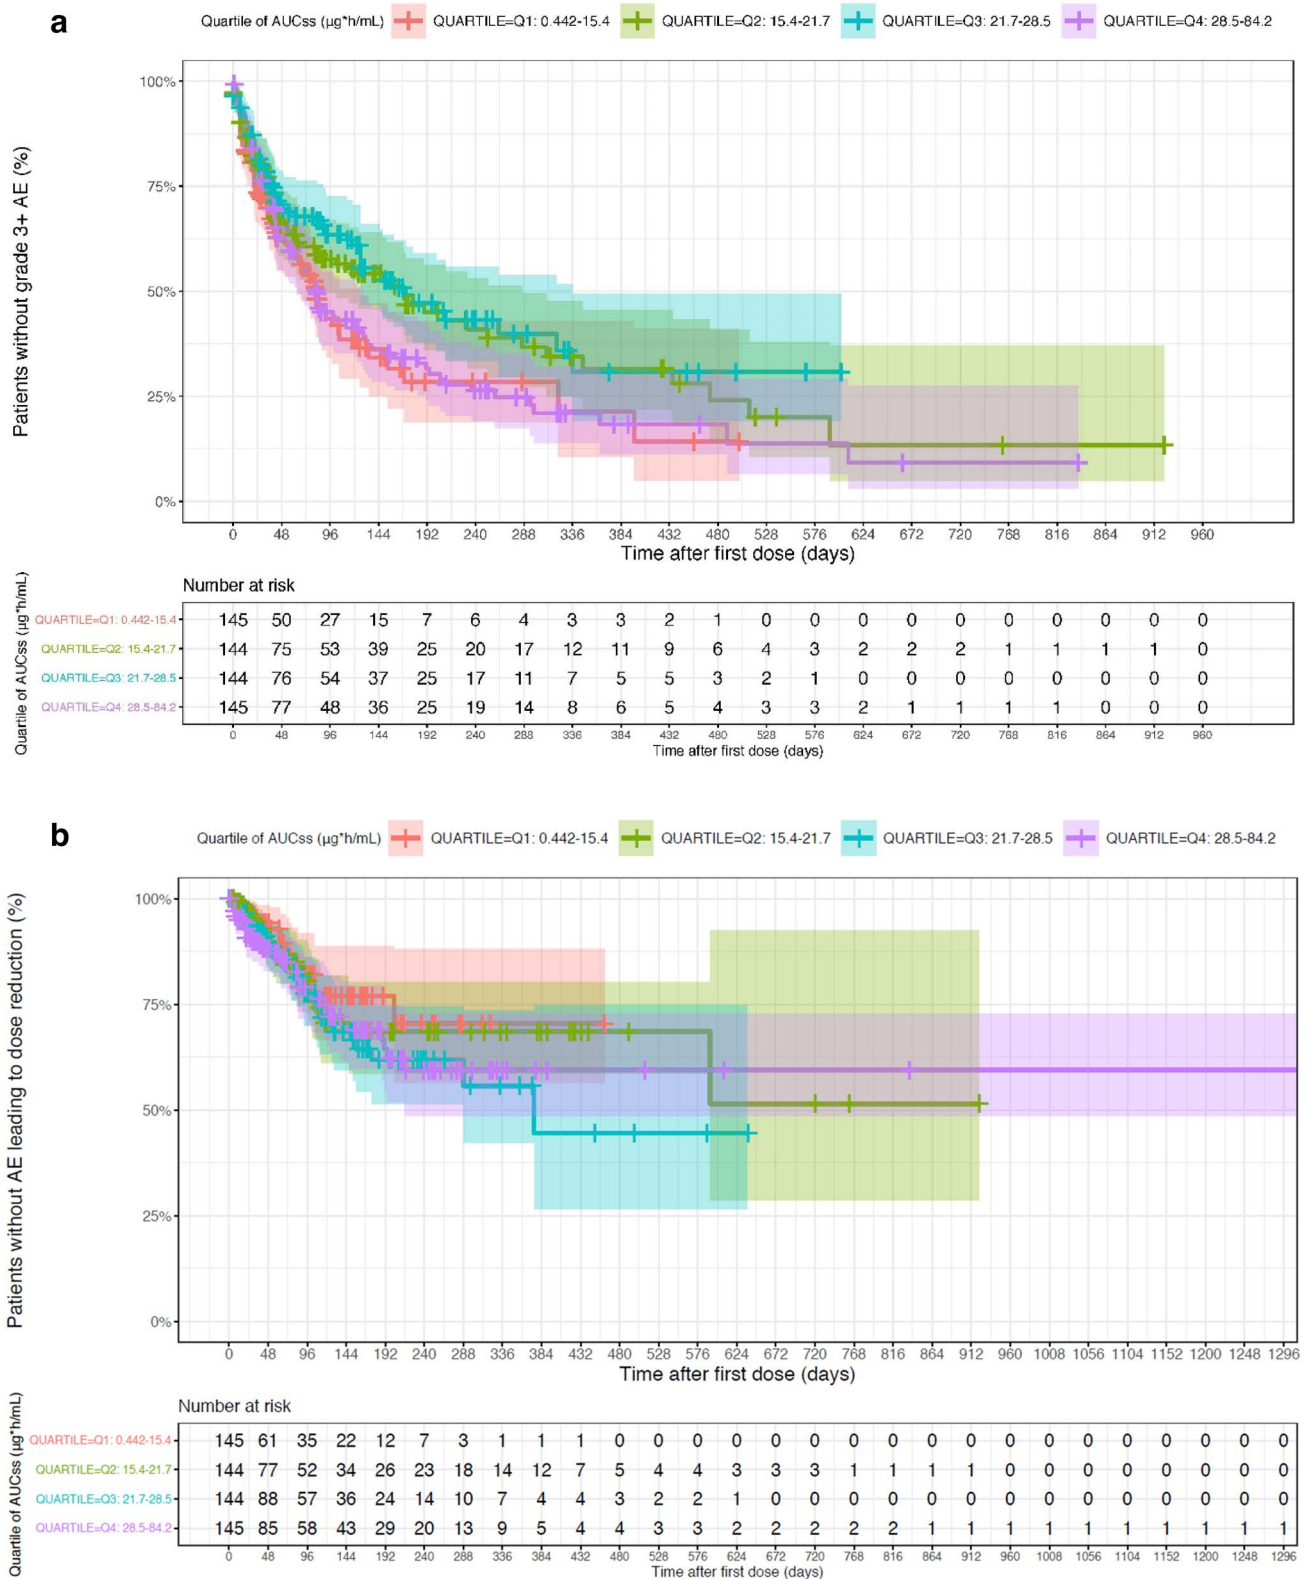 a
Quartile of AUCss (µg*h/mL) QUARTILE=Q1: 0.442-15.4 QUARTILE=Q2: 15.4-21.7 QUARTILE=Q3: 21.7-28.5 QUARTILE=Q4: 28.5-84.2
Patients without grade 3+ AE (%)
100%
75%
50%
25%
0%
0 48 96 144 192 240 288 336 384 432 480 528 576 624 672 720 768 816 864 912 960
Time after first dose (days)
Number at risk
Quartile of AUCss (µg*h/mL)
QUARTILE=Q1: 0.442-15.4 145 50 27 15 7 6 4 3 3 2 1 0 0 0 0 0 0 0 0 0 0
QUARTILE=Q2: 15.4-21.7 144 75 53 39 25 20 17 12 11 9 6 4 3 2 2 2 1 1 1 1 0
QUARTILE=Q3: 21.7-28.5 144 76 54 37 25 17 11 7 5 5 3 2 1 0 0 0 0 0 0 0 0
QUARTILE=Q4: 28.5-84.2 145 77 48 36 25 19 14 8 6 5 4 3 3 2 1 1 1 1 0 0 0
0 48 96 144 192 240 288 336 384 432 480 528 576 624 672 720 768 816 864 912 960
Time after first dose (days)
b
Quartile of AUCss (µg*h/mL) QUARTILE=Q1: 0.442-15.4 QUARTILE=Q2: 15.4-21.7 QUARTILE=Q3: 21.7-28.5 QUARTILE=Q4: 28.5-84.2
Patients without AE leading to dose reduction (%)
100%
75%
50%
25%
0%
0 48 96 144 192 240 288 336 384 432 480 528 576 624 672 720 768 816 864 912 960 1008 1056 1104 1152 1200 1248 1296
Time after first dose (days)
Number at risk
Quartile of AUCss (µg*h/mL)
QUARTILE=Q1: 0.442-15.4 145 61 35 22 12 7 3 1 1 1 0 0 0 0 0 0 0 0 0 0 0 0 0 0 0 0 0 0
QUARTILE=Q2: 15.4-21.7 144 77 52 34 26 23 18 14 12 7 5 4 4 3 3 3 1 1 1 1 0 0 0 0 0 0 0 0
QUARTILE=Q3: 21.7-28.5 144 88 57 36 24 14 10 7 4 4 3 2 2 1 0 0 0 0 0 0 0 0 0 0 0 0 0 0
QUARTILE=Q4: 28.5-84.2 145 85 58 43 29 20 13 9 5 4 4 3 3 2 2 2 2 2 1 1 1 1 1 1 1 1 1 1
0 48 96 144 192 240 288 336 384 432 480 528 576 624 672 720 768 816 864 912 960 1008 1056 1104 1152 1200 1248 1296
Time after first dose (days)